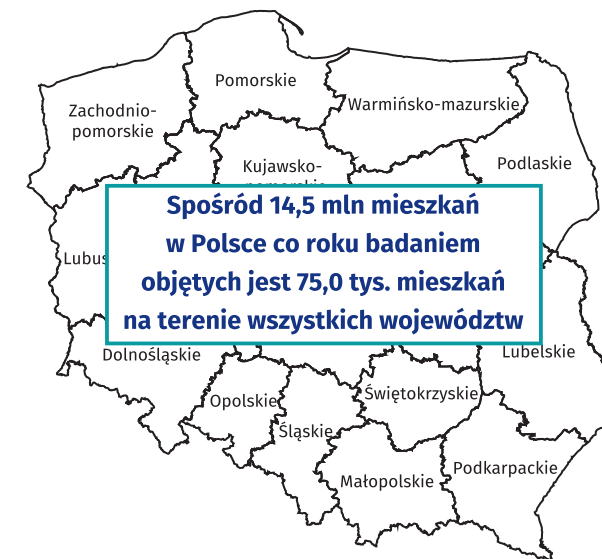 Pomorskie
Warmińsko-mazurskie
Zachodnio-
pomorskie
Podlaskie
Kujawsko-
Spośród 14,5 mln mieszkań
w Polsce co roku badaniem
objętych jest 75,0 tys. mieszkań
na terenie wszystkich województw
Lubus
Dolnośląskie
Lubelskie
Opolskie
Świętokrzyskie
Śląskie
Małopolskie
Podkarpackie